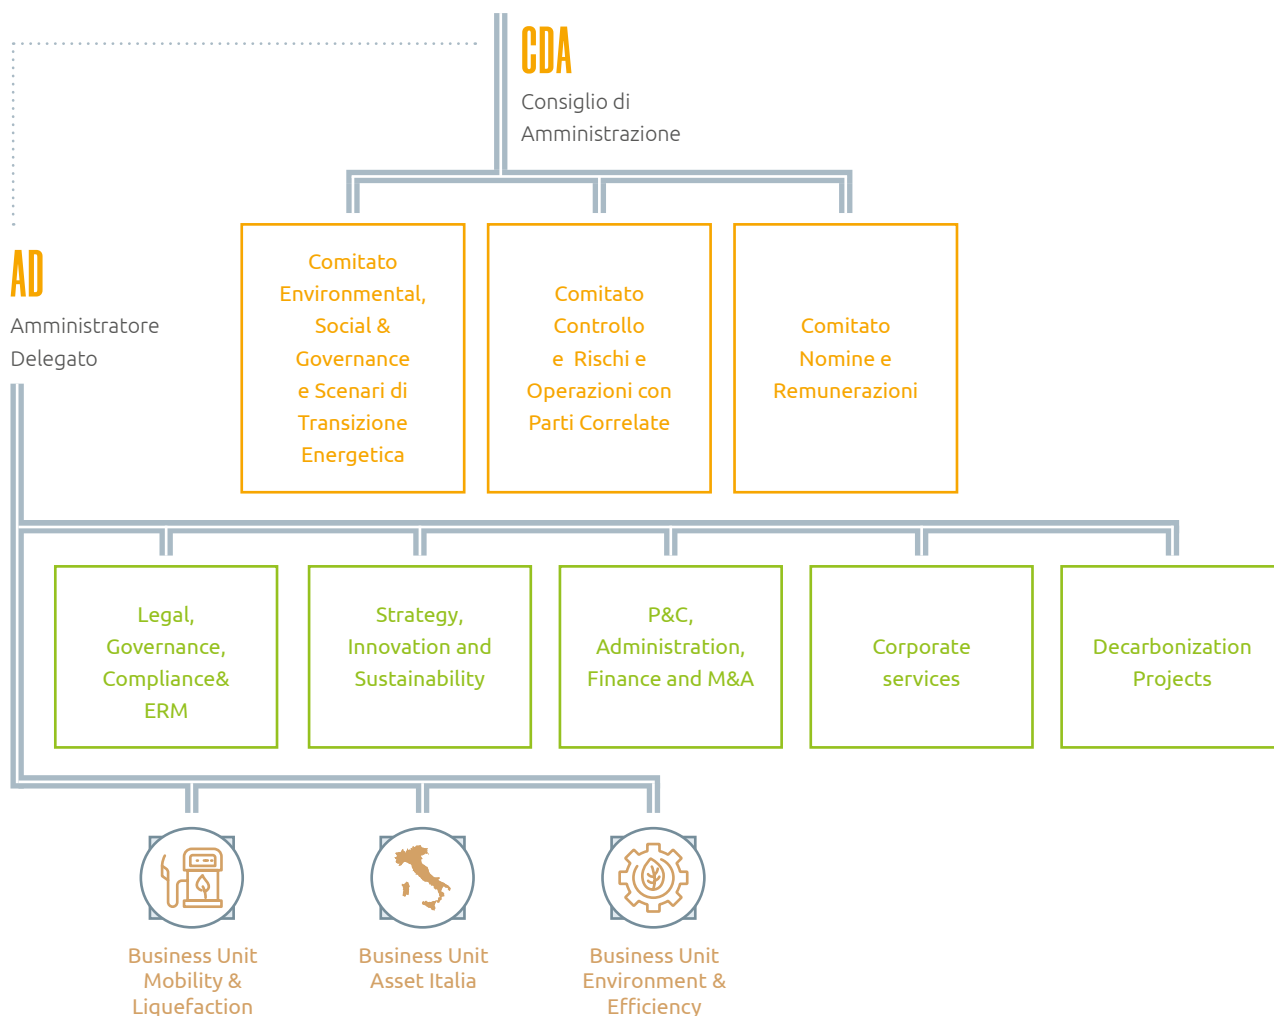 CDA
Consiglio di
Amministrazione
AD
Amministratore
Delegato
Comitato
Environmental,
Social &
Governance
e Scenari di
Transizione
Energetica
Comitato
Controllo
e Rischi e
Operazioni con
Parti Correlate
Comitato
Nomine e
Remunerazioni
Legal,
Governance,
Compliance&
ERM
Strategy,
Innovation and
Sustainability
P&C,
Administration,
Finance and M&A
Corporate
services
Decarbonization
Projects
Business Unit
Mobility &
Liquefaction
Business Unit
Asset Italia
Business Unit
Environment &
Efficiency